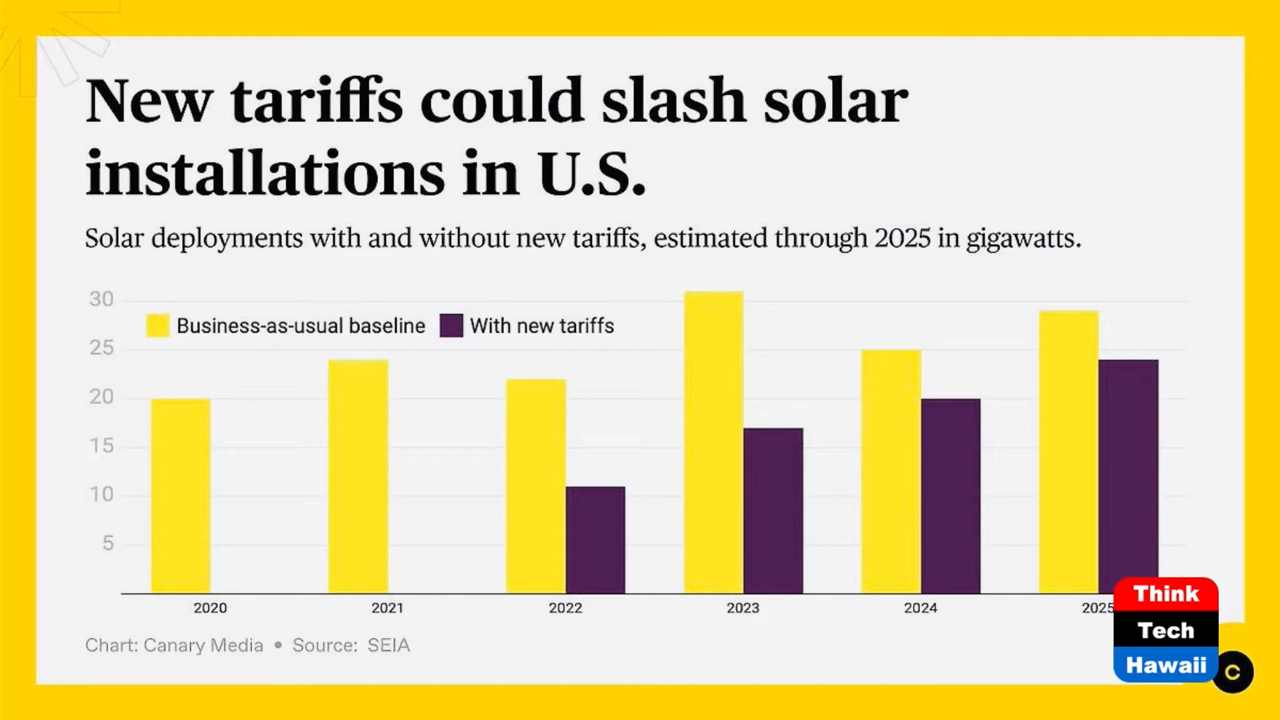 New tariffs could slash solar
installations in U.S.
Solar deployments with and without new tariffs, estimated through 2025 in gigawatts.
30
Business-as-usual baseline With new tariffs
25
20
15
10
5
2020 2021 2022 2023 2024 2025
Chart: Canary Media • Source: SEIA
Think
Tech
Hawaii
C